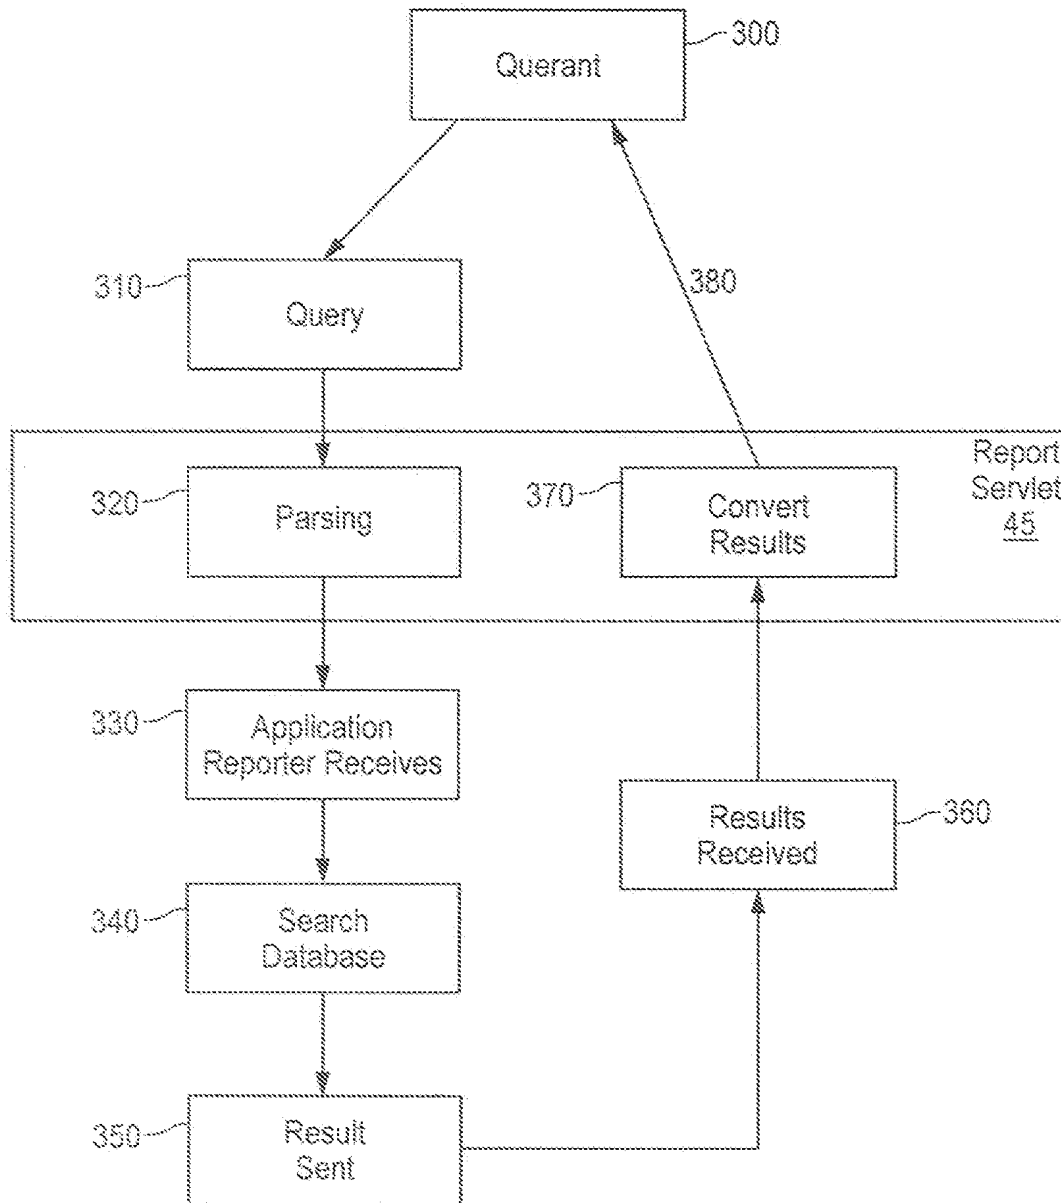 Querant
300
310
Query
380
Report
Servlet
45
320
Parsing
370
Convert
Results
330
Application
Reporter Receives
Results
Received
360
340
Search
Database
350
Result
Sent